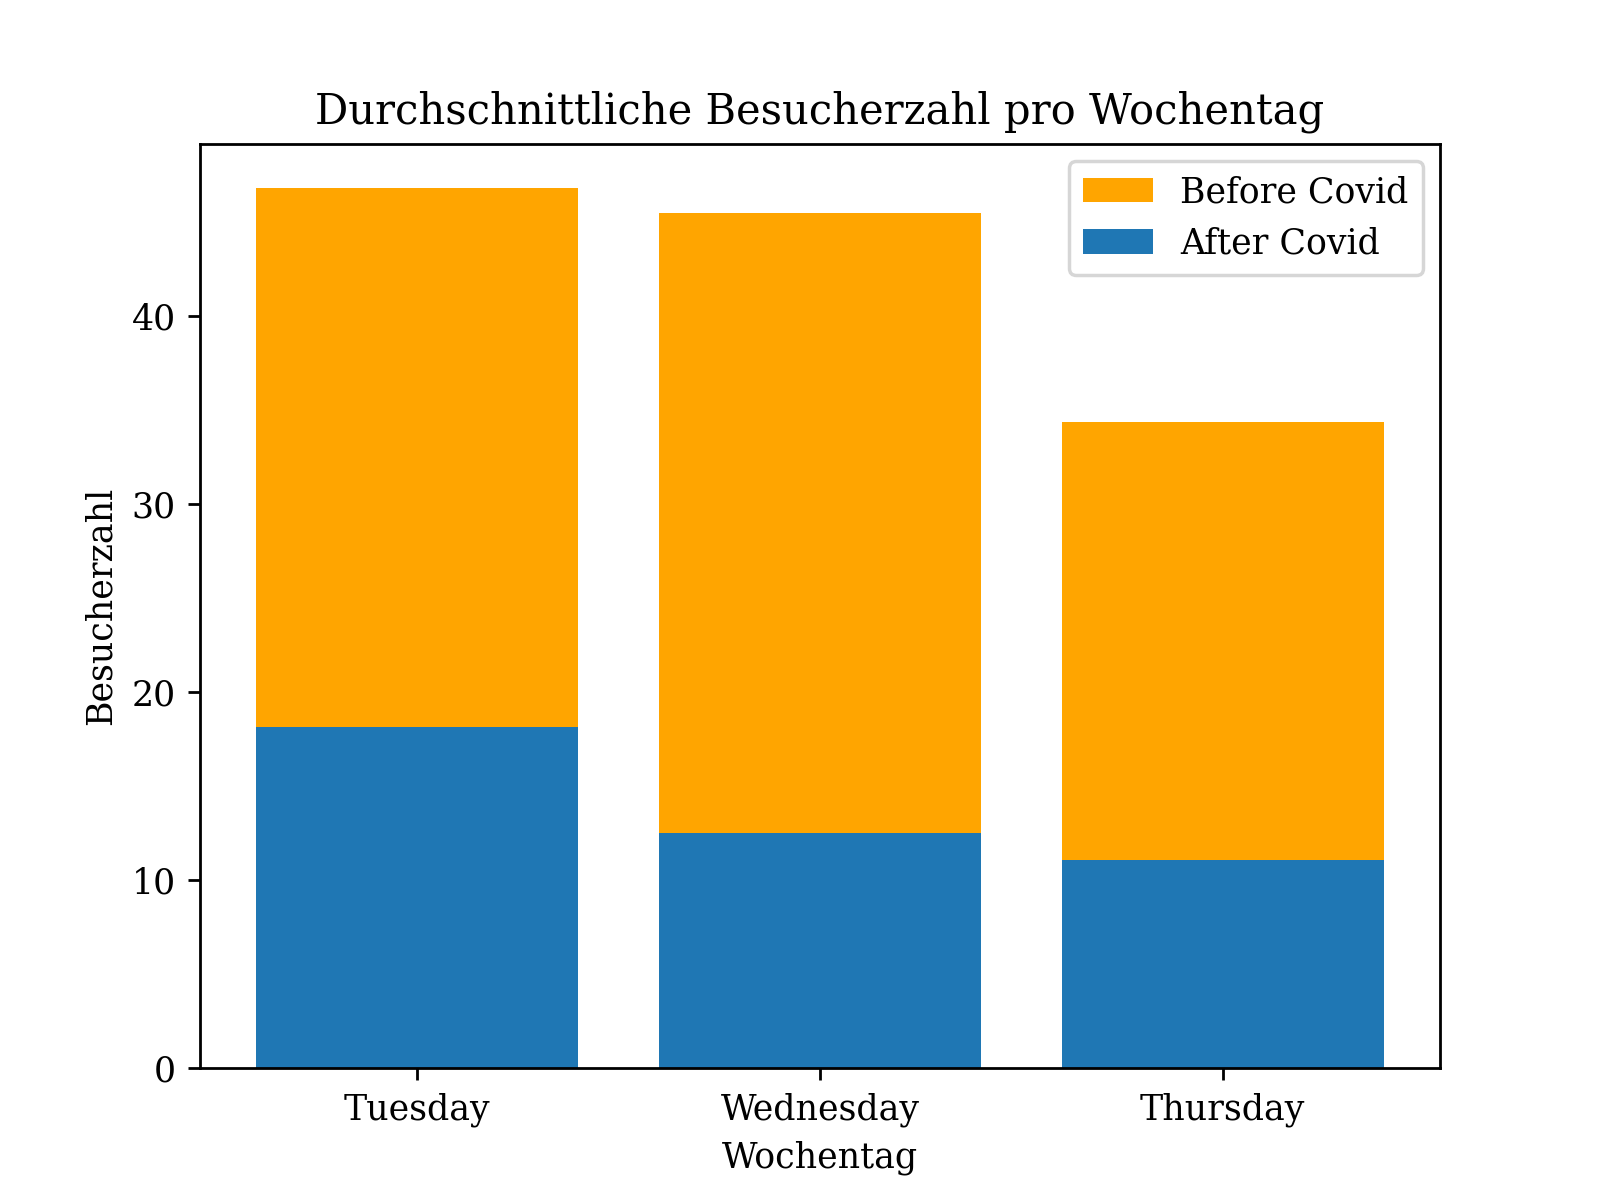 Durchschnittliche Besucherzahl pro Wochentag
Before Covid
After Covid
Besucherzahl
40
30
20
10
0
Tuesday
Wednesday
Thursday
Wochentag